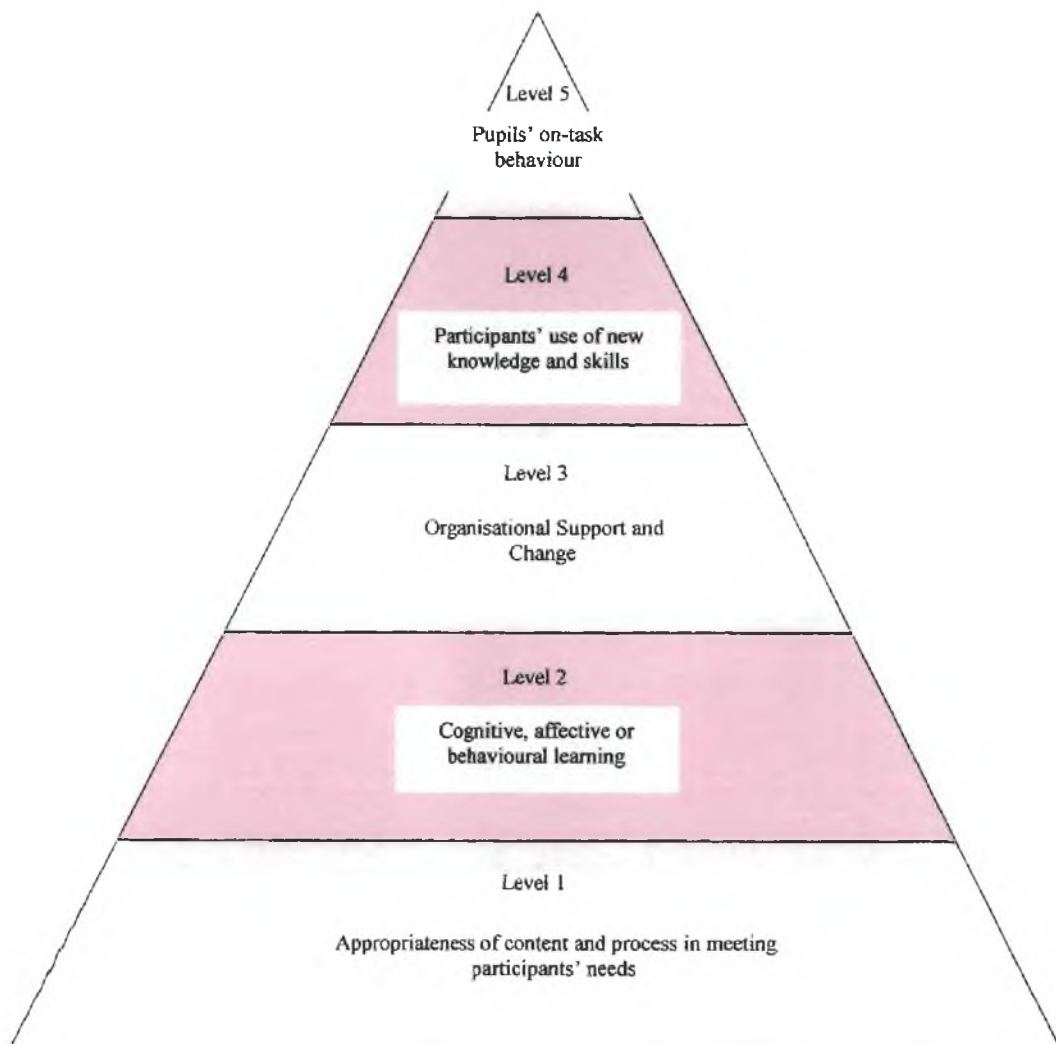 Level 5
Pupils' on-task
behaviour
Level 4
Participants' use of new
knowledge and skills
Level 3
Organisational Support and
Change
Level 2
Cognitive, affective or
behavioural learning
Level 1
Appropriateness of content and process in meeting
participants' needs